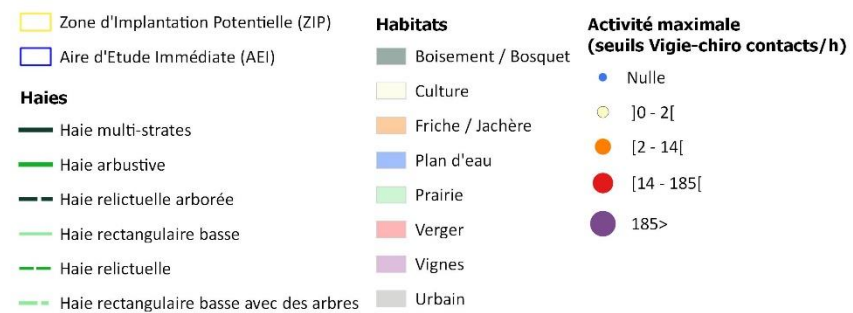 Zone d'Implantation Potentielle (ZIP)
Aire d'Etude Immédiate (AEI)
Haies
Haie multi-strates
Haie arbustive
Haie relictuelle arborée
Haie rectangulaire basse
Haie relictuelle
Haie rectangulaire basse avec des arbres
Habitats
Boisement / Bosquet
Culture
Friche / Jachère
Plan d'eau
Prairie
Verger
Vignes
Urbain
Activité maximale
(seuils Vigie-chiro contacts/h)
Nulle
]0 - 2[
[2 - 14[
[14 - 185[
185>